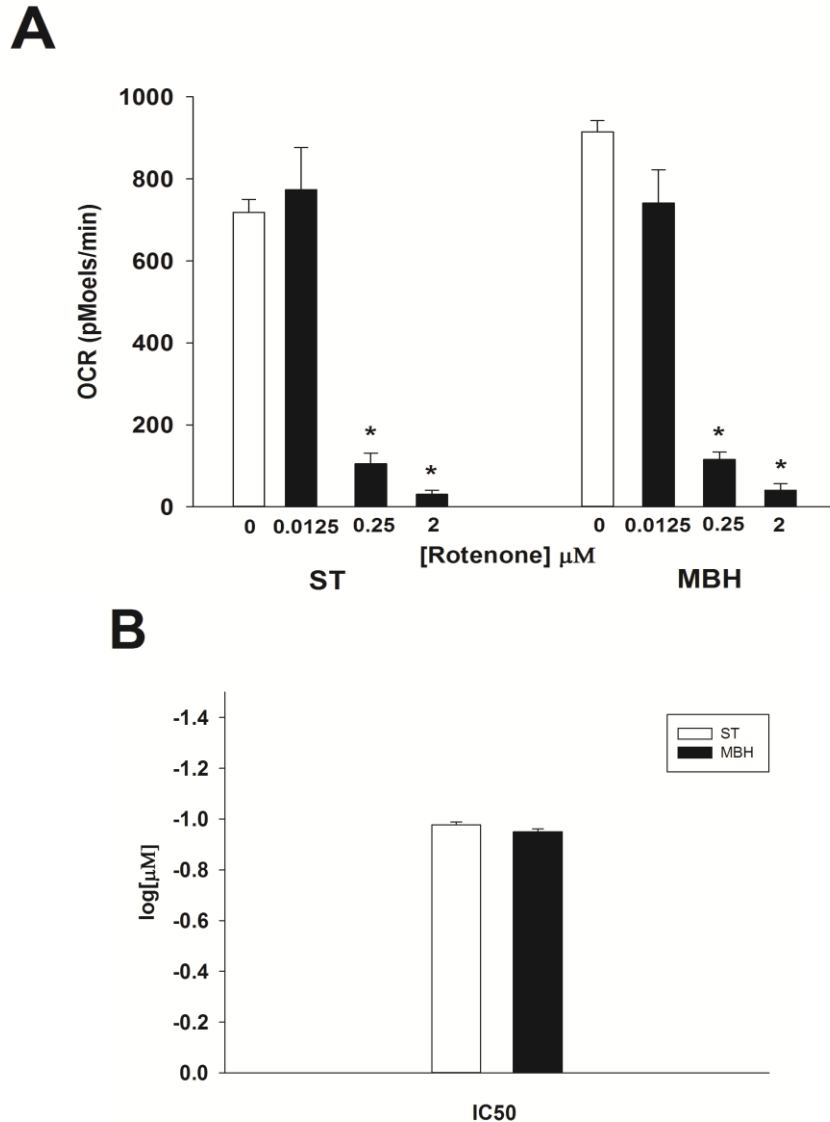 A
1000
800
600
400
200
0
OCR (pMoels/min)
* * * *
0 0.0125 0.25 2 0 0.0125 0.25 2
[Rotenone] μM
ST MBH
B
-1.4
-1.2
-1.0
-0.8
-0.6
-0.4
-0.2
0.0
log[μM]
ST
MBH
IC50